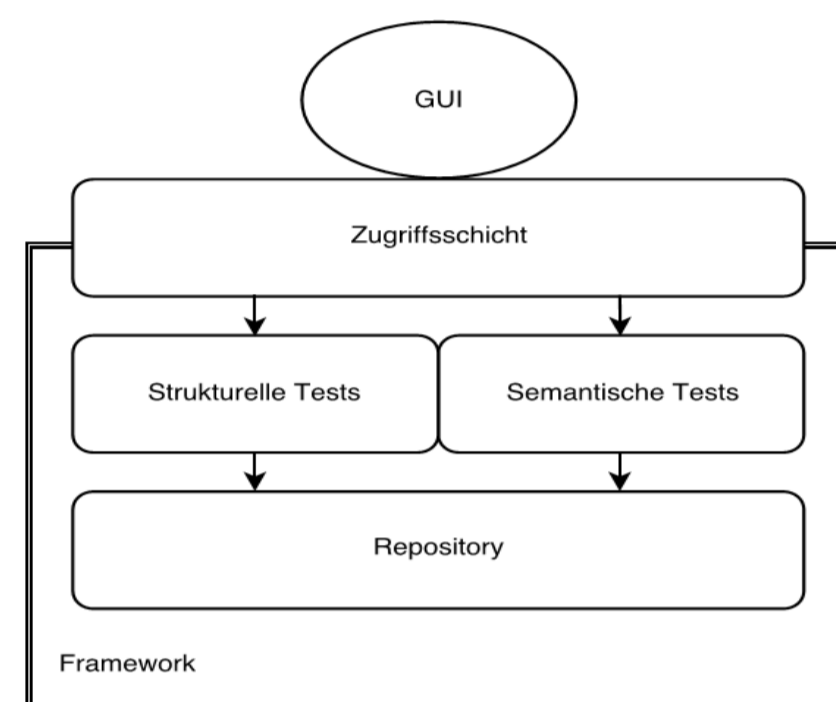 GUI
Zugriffsschicht
Strukturelle Tests
Semantische Tests
Repository
Framework